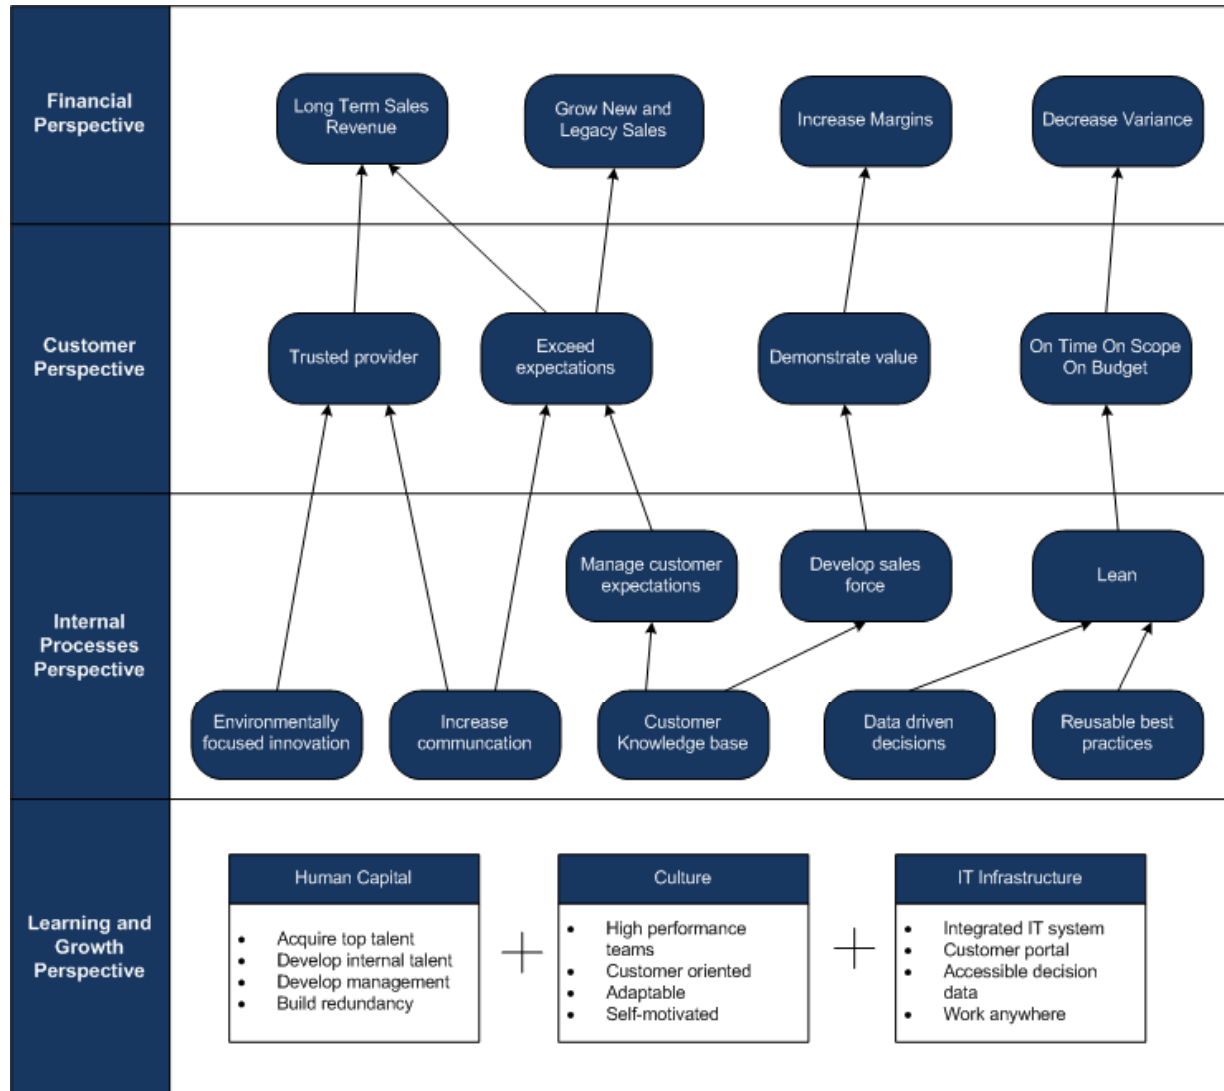 Financial
Perspective
Long Term Sales
Revenue
Grow New and
Legacy Sales
Increase Margins
Decrease Variance
Customer
Perspective
Trusted provider
Exceed
expectations
Demonstrate value
On Time On Scope
On Budget
Internal
Processes
Perspective
Manage customer
expectations
Develop sales
force
Lean
Environmentally
focused innovation
Increase
communcation
Customer
Knowledge base
Data driven
decisions
Reusable best
practices
Learning and
Growth
Perspective
Human Capital
• Acquire top talent
• Develop internal talent
• Develop management
• Build redundancy
+
Culture
• High performance
teams
• Customer oriented
• Adaptable
• Self-motivated
+
IT Infrastructure
• Integrated IT system
• Customer portal
• Accessible decision
data
• Work anywhere